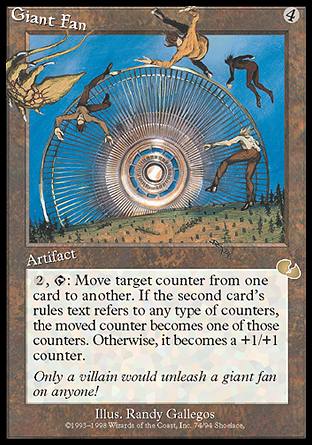 Giant Fan 4
Artifact
2, T: Move target counter from one
card to another. If the second card's
rules text refers to any type of counters,
the moved counter becomes one of those
counters. Otherwise, it becomes a +1/+1
counter.
Only a villain would unleash a giant fan
on anyone!
Illus. Randy Gallegos
©1993–1998 Wizards of the Coast, Inc. 74/94 Shoelace,